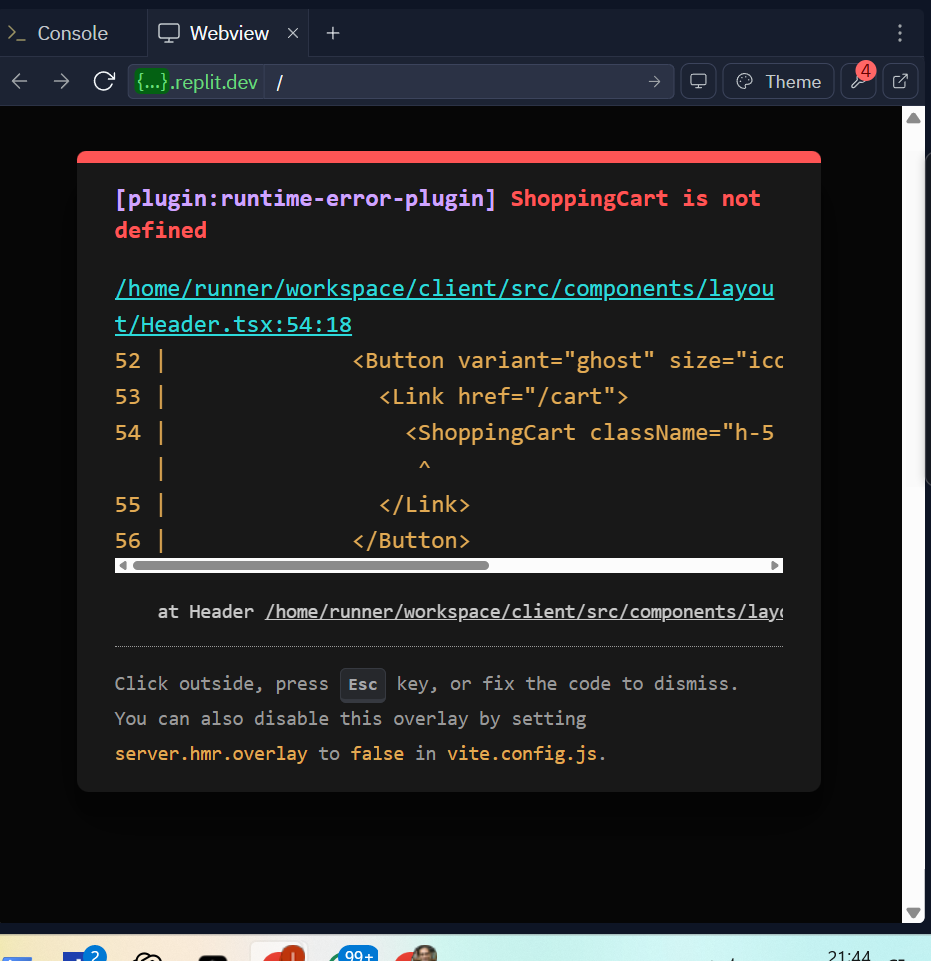 Console
Webview
{...}.replit.dev /
Theme
4
[plugin:runtime-error-plugin] ShoppingCart is not
defined
/home/runner/workspace/client/src/components/layou
t/Header.tsx:54:18
52 | <Button variant="ghost" size="ico
53 | <Link href="/cart">
54 | <ShoppingCart className="h-5
| ^
55 | </Link>
56 | </Button>
at Header /home/runner/workspace/client/src/components/layo
Click outside, press Esc key, or fix the code to dismiss.
You can also disable this overlay by setting
server.hmr.overlay to false in vite.config.js.
2
99+
21:44